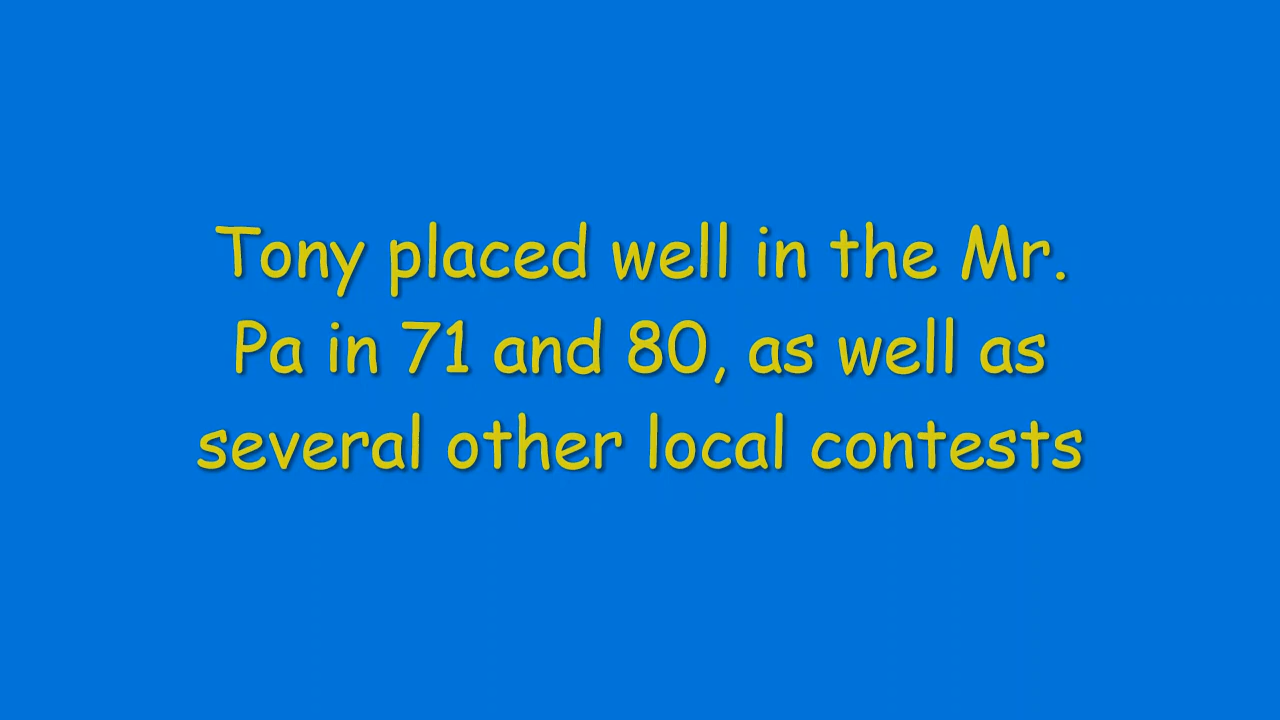 Tony placed well in the Mr.
Pa in 71 and 80, as well as
several other local contests